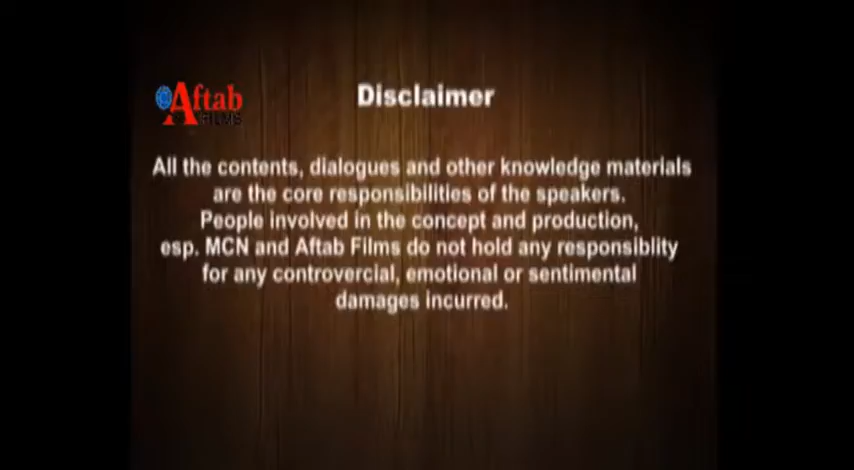 Aftab
FILMS
Disclaimer
All the contents, dialogues and other knowledge materials
are the core responsibilities of the speakers.
People involved in the concept and production,
esp. MCN and Aftab Films do not hold any responsiblity
for any controvercial, emotional or sentimental
damages incurred.